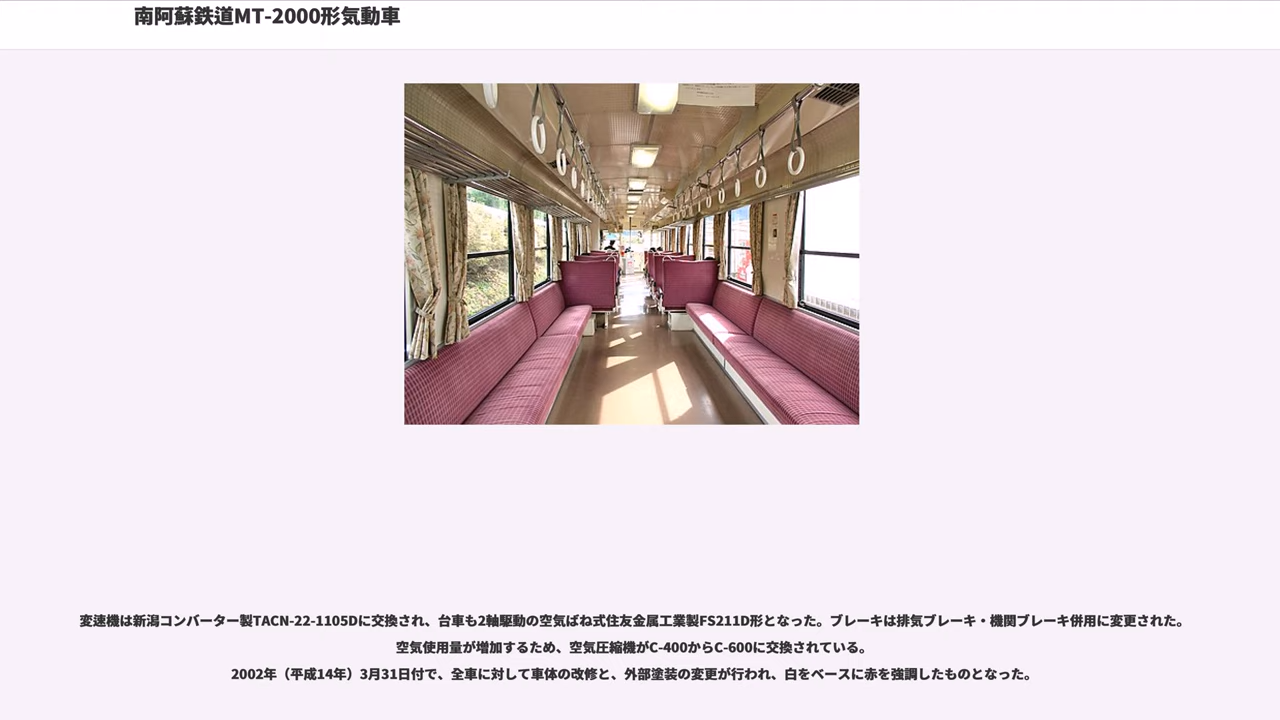 南阿蘇鉄道MT-2000形気動車
変速機は新潟コンバーター製TACN-22-1105Dに交換され、台車も2軸駆動の空気ばね式住友金属工業製FS211D形となった。ブレーキは排気ブレーキ・機関ブレーキ併用に変更された。
空気使用量が増加するため、空気圧縮機がC-400からC-600に交換されている。
2002年（平成14年）3月31日付で、全車に対して車体の改修と、外部塗装の変更が行われ、白をベースに赤を強調したものとなった。